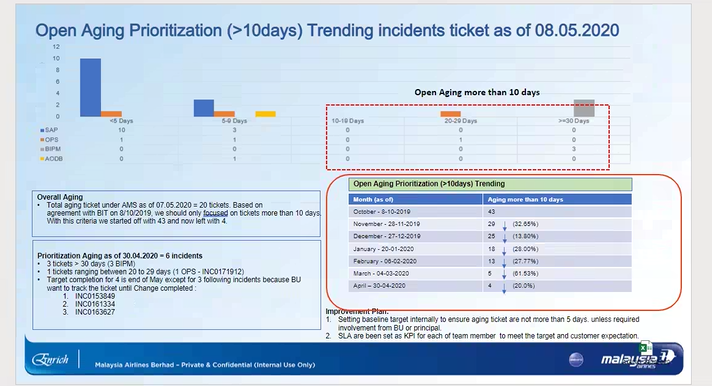 Open Aging Prioritization (>10days) Trending incidents ticket as of 08.05.2020
12
10
8
6
4
2
0
Open Aging more than 10 days
<5 Days 5-9 Days 10-19 Days 20-29 Days >=30 Days
SAP 10 3 0 0 0
OPS 1 1 0 1 0
BIPM 0 0 0 0 3
AODB 0 1 0 0 0
Overall Aging
• Total aging ticket under AMS as of 07.05.2020 = 20 tickets. Based on
agreement with BIT on 8/10/2019, we should only focused on tickets more than 10 days.
With this criteria we started off with 43 and now left with 4.
Prioritization Aging as of 30.04.2020 = 6 incidents
• 3 tickets > 30 days (3 BIPM)
• 1 tickets ranging between 20 to 29 days (1 OPS - INC0171912)
• Target completion for 4 is end of May except for 3 following incidents because BU
want to track the ticket until Change completed :
1. INC0153849
2. INC0161334
3. INC0163627
Open Aging Prioritization (>10days) Trending
Month (as of) Aging more than 10 days
October - 8-10-2019 43
November - 28-11-2019 29 (32.65%)
December - 27-12-2019 25 (13.80%)
January - 20-01-2020 18 (28.00%)
February - 06-02-2020 13 (27.77%)
March - 04-03-2020 5 (61.53%)
April – 30-04-2020 4 (20.0%)
Improvement Plan:
1. Setting baseline target internally to ensure aging ticket are not more than 5 days. unless required
involvement from BU or principal.
2. SLA are been set as KPI for each of team member to meet the target and customer expectation.
Enrich
Malaysia Airlines Berhad – Private & Confidential (Internal Use Only)
malaysia
airlines